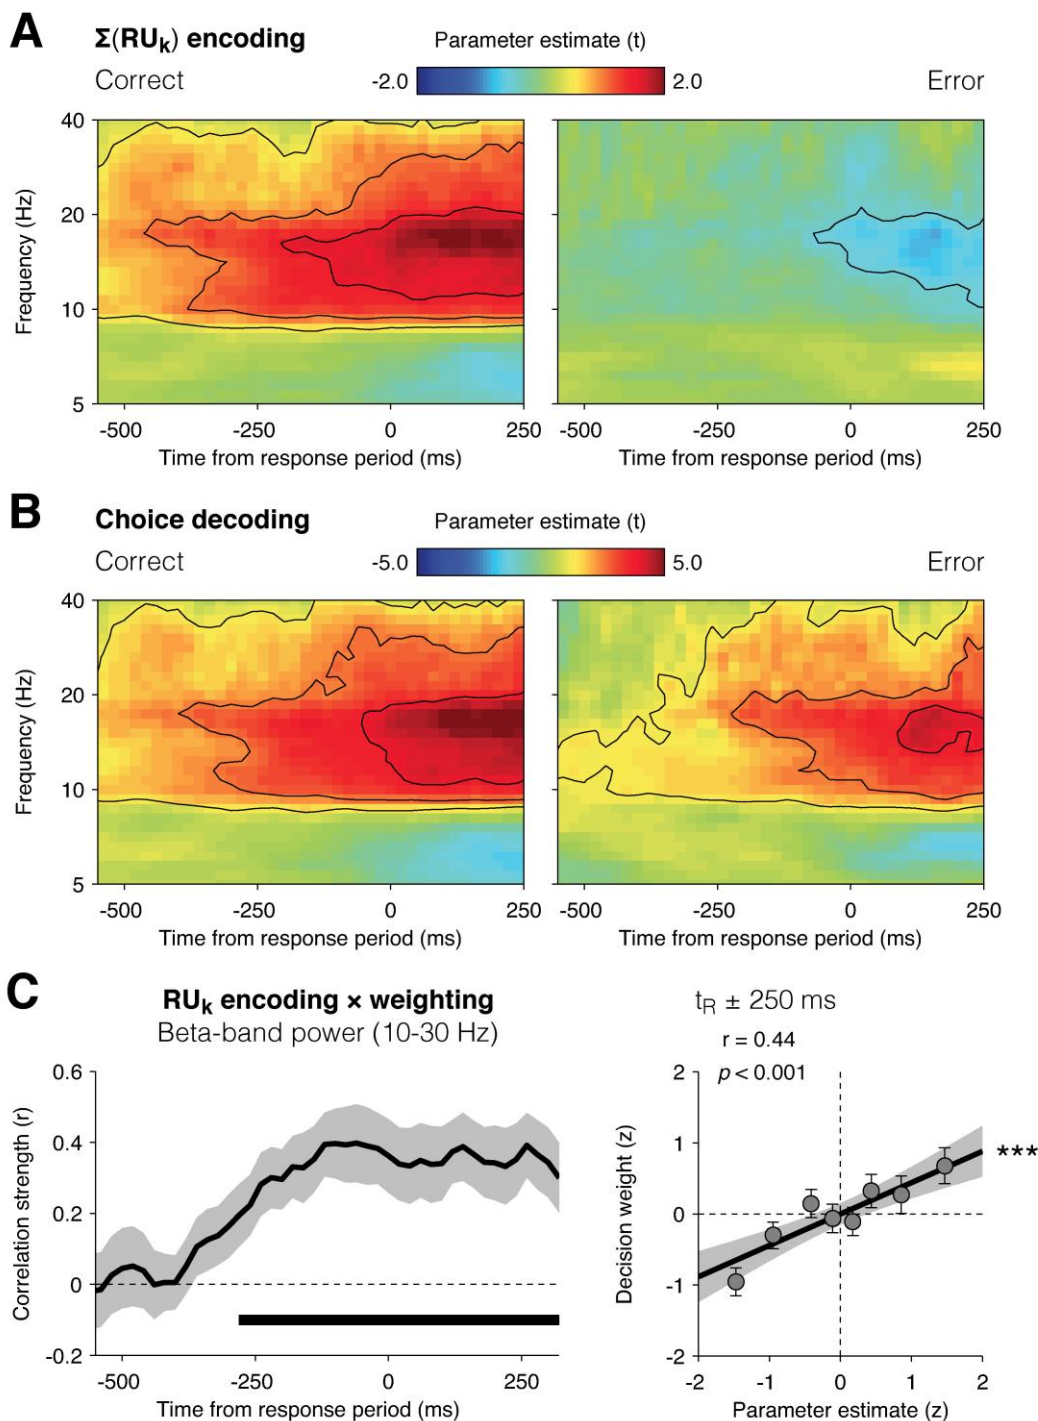 A
Σ(RUk) encoding
Parameter estimate (t)
Correct
-2.0
2.0
Error
40
20
10
5
Frequency (Hz)
-500
-250
0
250
-500
-250
0
250
Time from response period (ms)
Time from response period (ms)
B
Choice decoding
Parameter estimate (t)
Correct
-5.0
5.0
Error
40
20
10
5
Frequency (Hz)
-500
-250
0
250
-500
-250
0
250
Time from response period (ms)
Time from response period (ms)
C
RUk encoding × weighting
Beta-band power (10-30 Hz)
0.6
0.4
0.2
0
-0.2
Correlation strength (r)
-500
-250
0
250
Time from response period (ms)
tR ± 250 ms
r = 0.44
p < 0.001
2
1
0
-1
-2
Decision weight (z)
***
-2
-1
0
1
2
Parameter estimate (z)